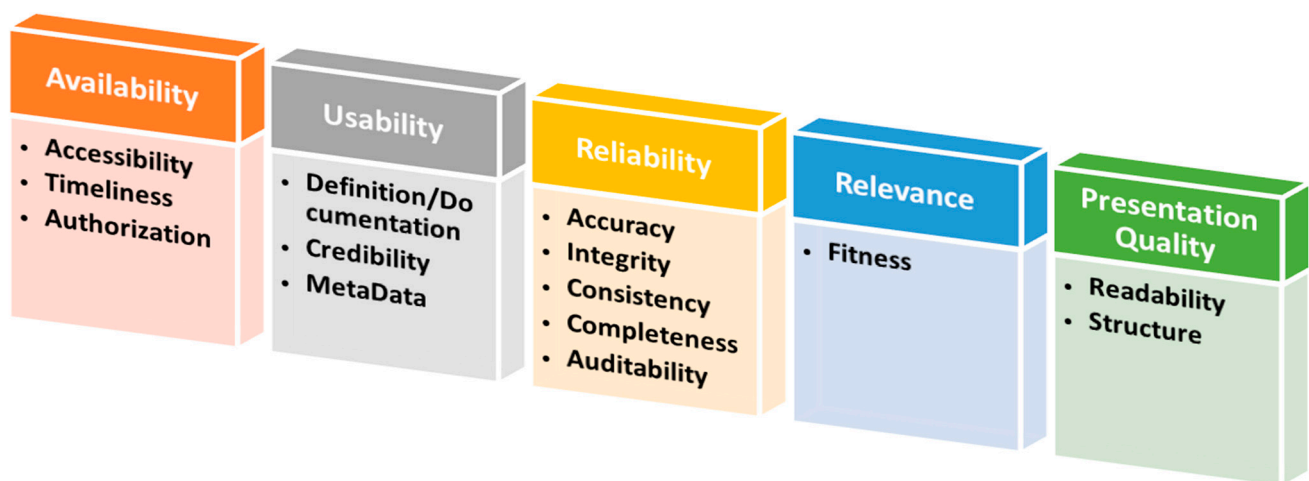 Availability
• Accessibility
• Timeliness
• Authorization
Usability
• Definition/Do
cumentation
• Credibility
• MetaData
Reliability
• Accuracy
• Integrity
• Consistency
• Completeness
• Auditability
Relevance
• Fitness
Presentation
Quality
• Readability
• Structure